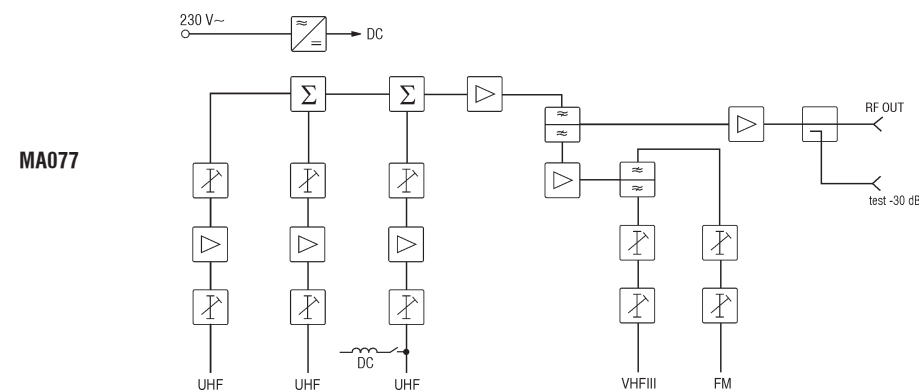 230 V~
DC
Σ
Σ
RF OUT
MA077
test -30 dB
DC
UHF
UHF
UHF
VHFIII
FM